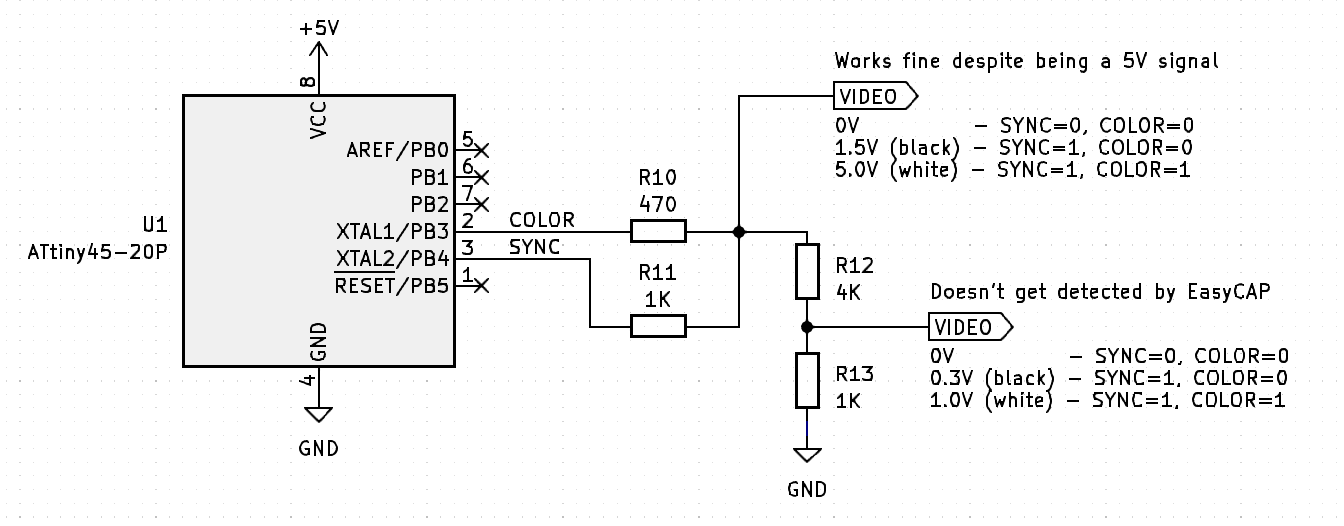 +5V
8
VCC
U1
ATtiny45-20P
AREF/PB0 5
PB1 6
PB2 7
XTAL1/PB3 2
XTAL2/PB4 3
RESET/PB5 1
GND
4
GND
COLOR
SYNC
R10
470
R11
1K
Works fine despite being a 5V signal
VIDEO
0V - SYNC=0, COLOR=0
1.5V (black) - SYNC=1, COLOR=0
5.0V (white) - SYNC=1, COLOR=1
R12
4K
Doesn't get detected by EasyCAP
VIDEO
0V - SYNC=0, COLOR=0
0.3V (black) - SYNC=1, COLOR=0
1.0V (white) - SYNC=1, COLOR=1
R13
1K
GND